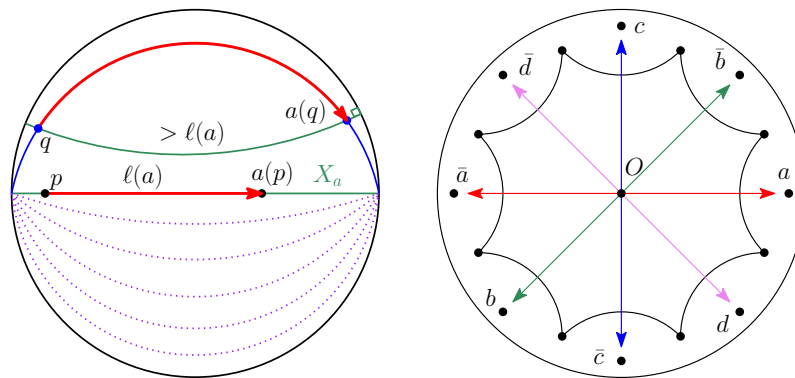 a(q)
> ℓ(a)
q
p
ℓ(a)
a(p)
X_a
c
d̄
b̄
O
ā
a
b
d
c̄